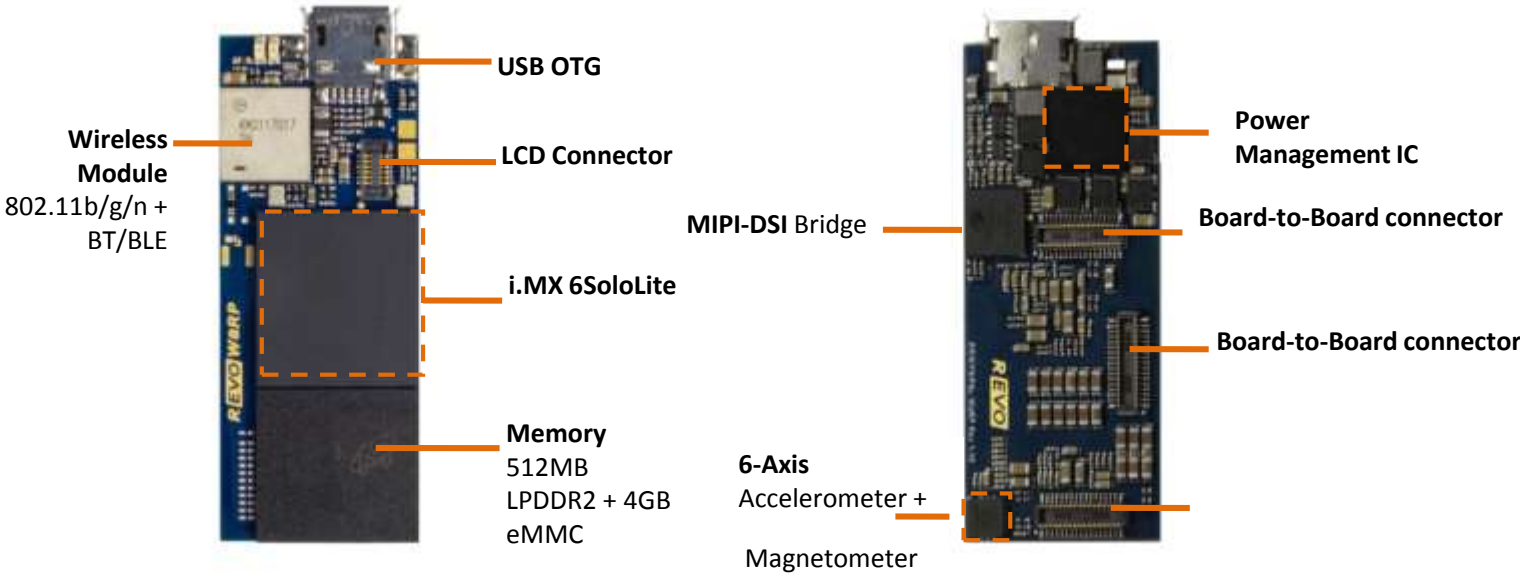 USB OTG
Wireless
Module
802.11b/g/n +
BT/BLE
LCD Connector
i.MX 6SoloLite
REVO WaRP
Memory
512MB
LPDDR2 + 4GB
eMMC
Power
Management IC
MIPI-DSI Bridge
Board-to-Board connector
Board-to-Board connector
REVO
6-Axis
Accelerometer +
Magnetometer